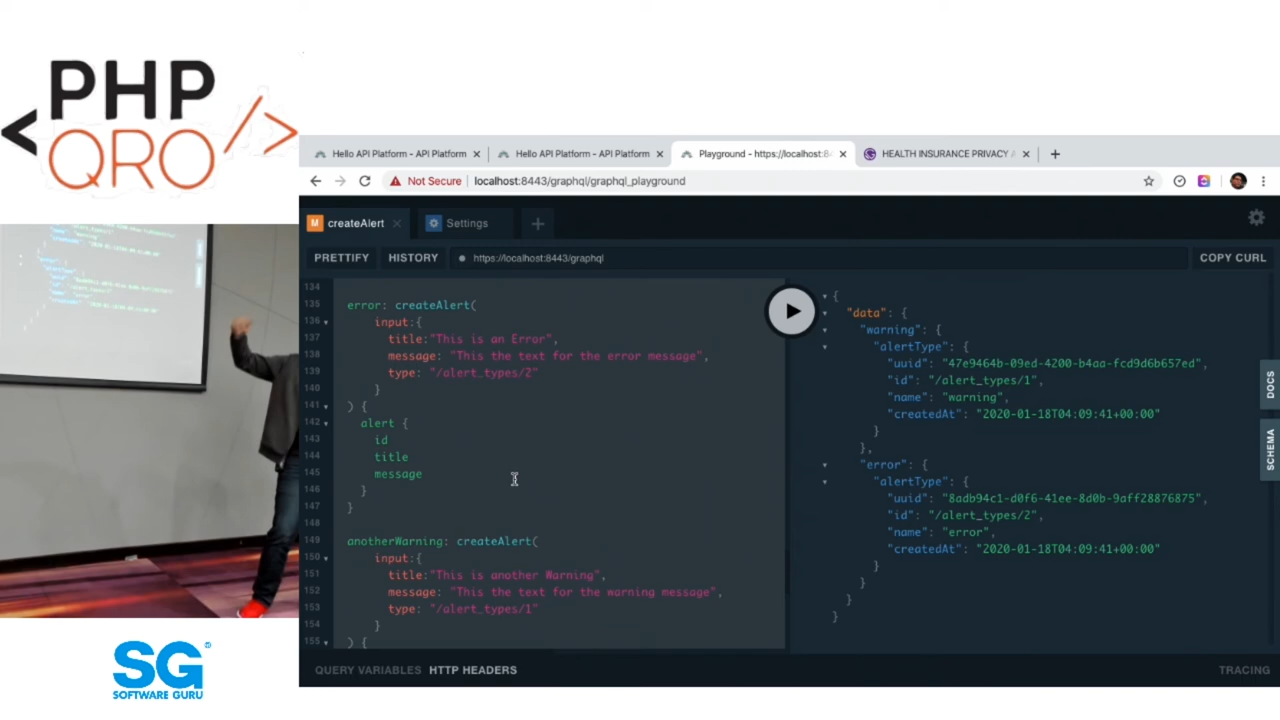 <PHP
QRO/>
SG®
SOFTWARE GURU
Hello API Platform - API Platform
Hello API Platform - API Platform
Playground - https://localhost:8
HEALTH INSURANCE PRIVACY
Not Secure
localhost:8443/graphql/graphql_playground
M createAlert
Settings
PRETTIFY
HISTORY
https://localhost:8443/graphql
COPY CURL
134
135 error: createAlert(
136 input:{
137 title:"This is an Error",
138 message: "This the text for the error message",
139 type: "/alert_types/2"
140 }
141 ) {
142 alert {
143 id
144 title
145 message
146 }
147 }
148
149 anotherWarning: createAlert(
150 input:{
151 title:"This is another Warning",
152 message: "This the text for the warning message",
153 type: "/alert_types/1"
154 }
155 ) {
{
"data": {
"warning": {
"alertType": {
"uuid": "47e9464b-09ed-4200-b4aa-fcd9d6b657ed",
"id": "/alert_types/1",
"name": "warning",
"createdAt": "2020-01-18T04:09:41+00:00"
}
},
"error": {
"alertType": {
"uuid": "8adb94c1-d0f6-41ee-8d0b-9aff28876875",
"id": "/alert_types/2",
"name": "error",
"createdAt": "2020-01-18T04:09:41+00:00"
}
}
}
}
DOCS
SCHEMA
QUERY VARIABLES
HTTP HEADERS
TRACING